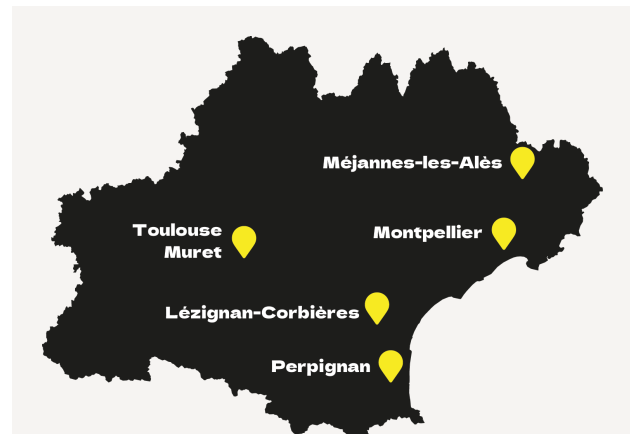 Méjannes-les-Alès
Toulouse
Muret
Montpellier
Lézignan-Corbières
Perpignan